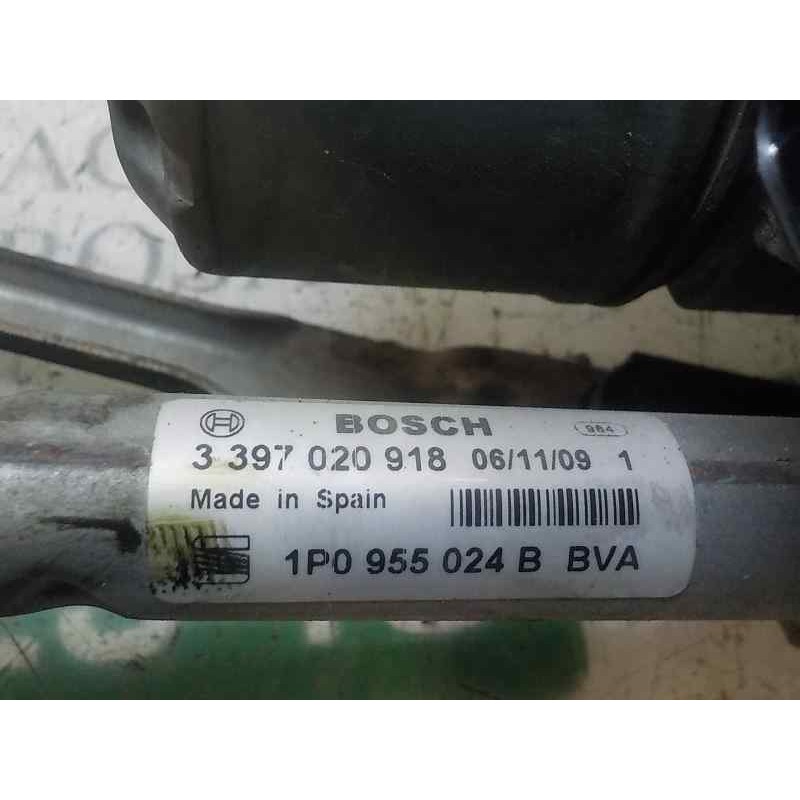 BOSCH 984
3 397 020 918 06/11/09 1
Made in Spain
1P0 955 024 B BVA